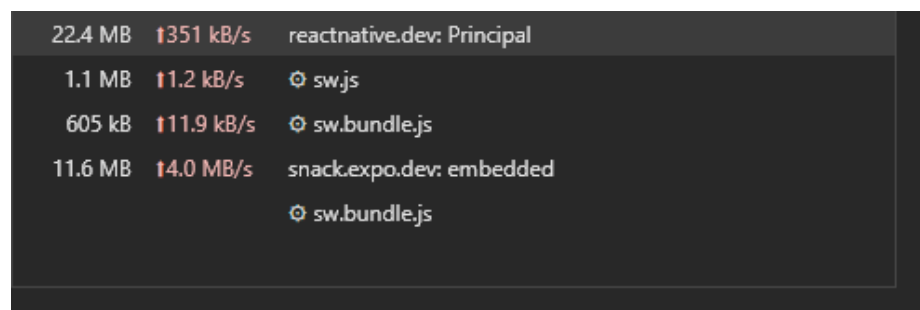 22.4 MB ↑351 kB/s reactnative.dev: Principal
1.1 MB ↑1.2 kB/s sw.js
605 kB ↑11.9 kB/s sw.bundle.js
11.6 MB ↑4.0 MB/s snack.expo.dev: embedded
sw.bundle.js